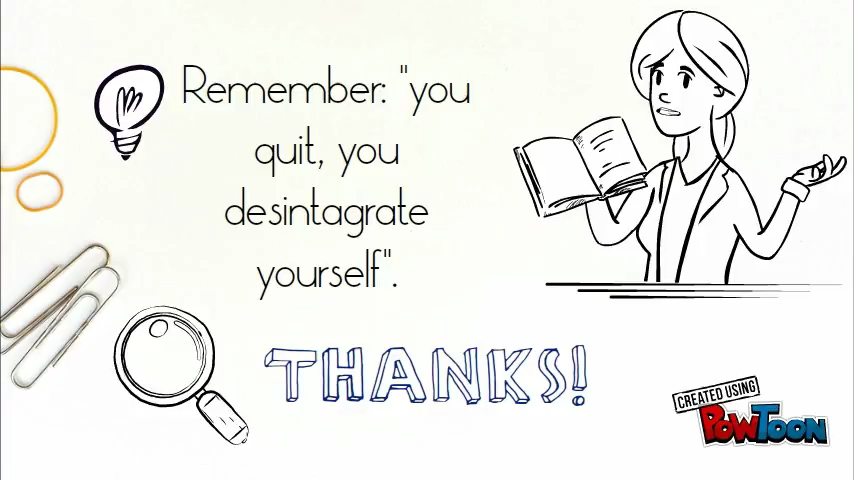 Remember: "you
quit, you
desintagrate
yourself".
THANKS!
CREATED USING
POWTOON